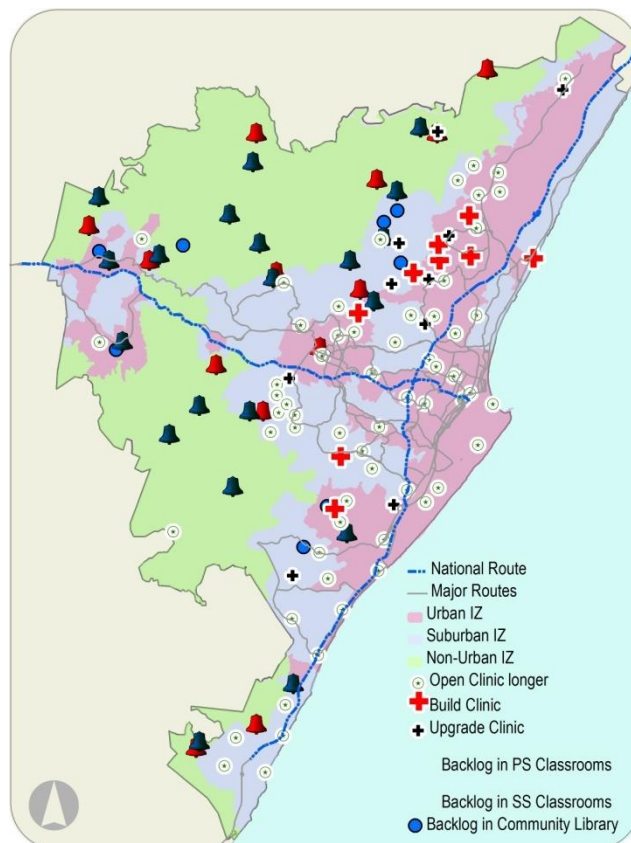 National Route
Major Routes
Urban IZ
Suburban IZ
Non-Urban IZ
Open Clinic longer
Build Clinic
Upgrade Clinic
Backlog in PS Classrooms
Backlog in SS Classrooms
Backlog in Community Library